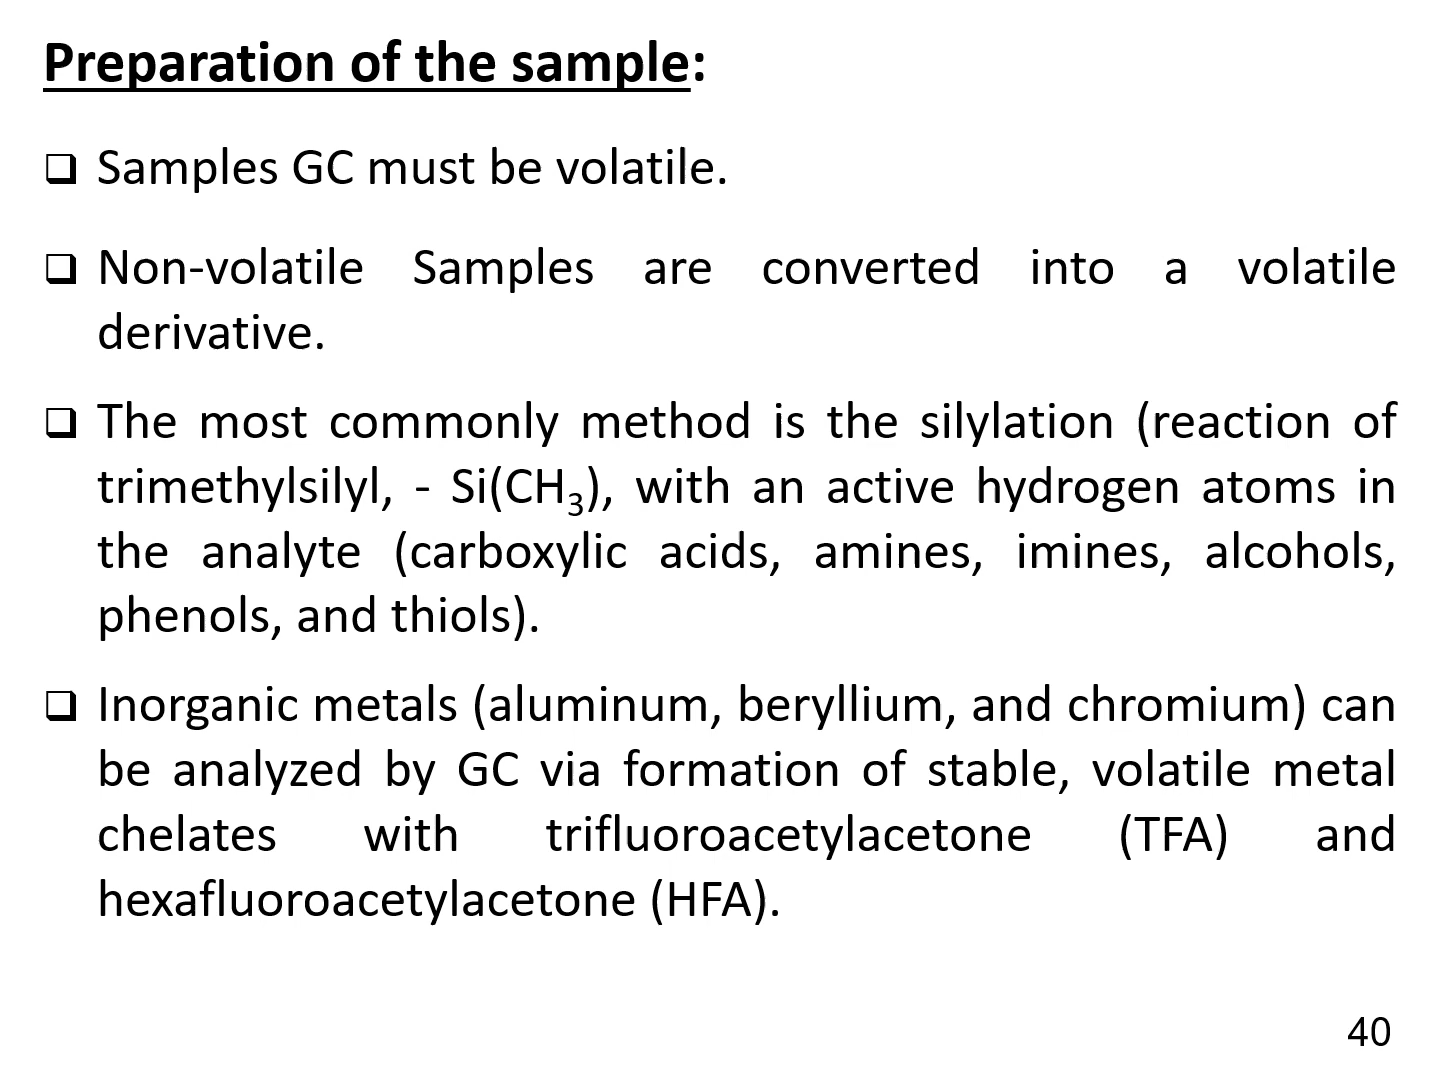 Preparation of the sample:
❑ Samples GC must be volatile.
❑ Non-volatile Samples are converted into a volatile
derivative.
❑ The most commonly method is the silylation (reaction of
trimethylsilyl, - Si(CH₃), with an active hydrogen atoms in
the analyte (carboxylic acids, amines, imines, alcohols,
phenols, and thiols).
❑ Inorganic metals (aluminum, beryllium, and chromium) can
be analyzed by GC via formation of stable, volatile metal
chelates with trifluoroacetylacetone (TFA) and
hexafluoroacetylacetone (HFA).
40